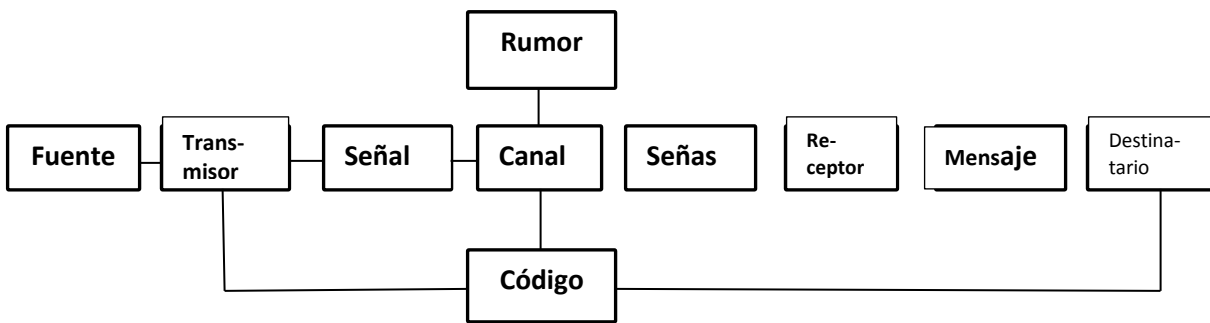 Rumor
Fuente
Trans-
misor
Señal
Canal
Señas
Re-
ceptor
Mensaje
Destina-
tario
Código